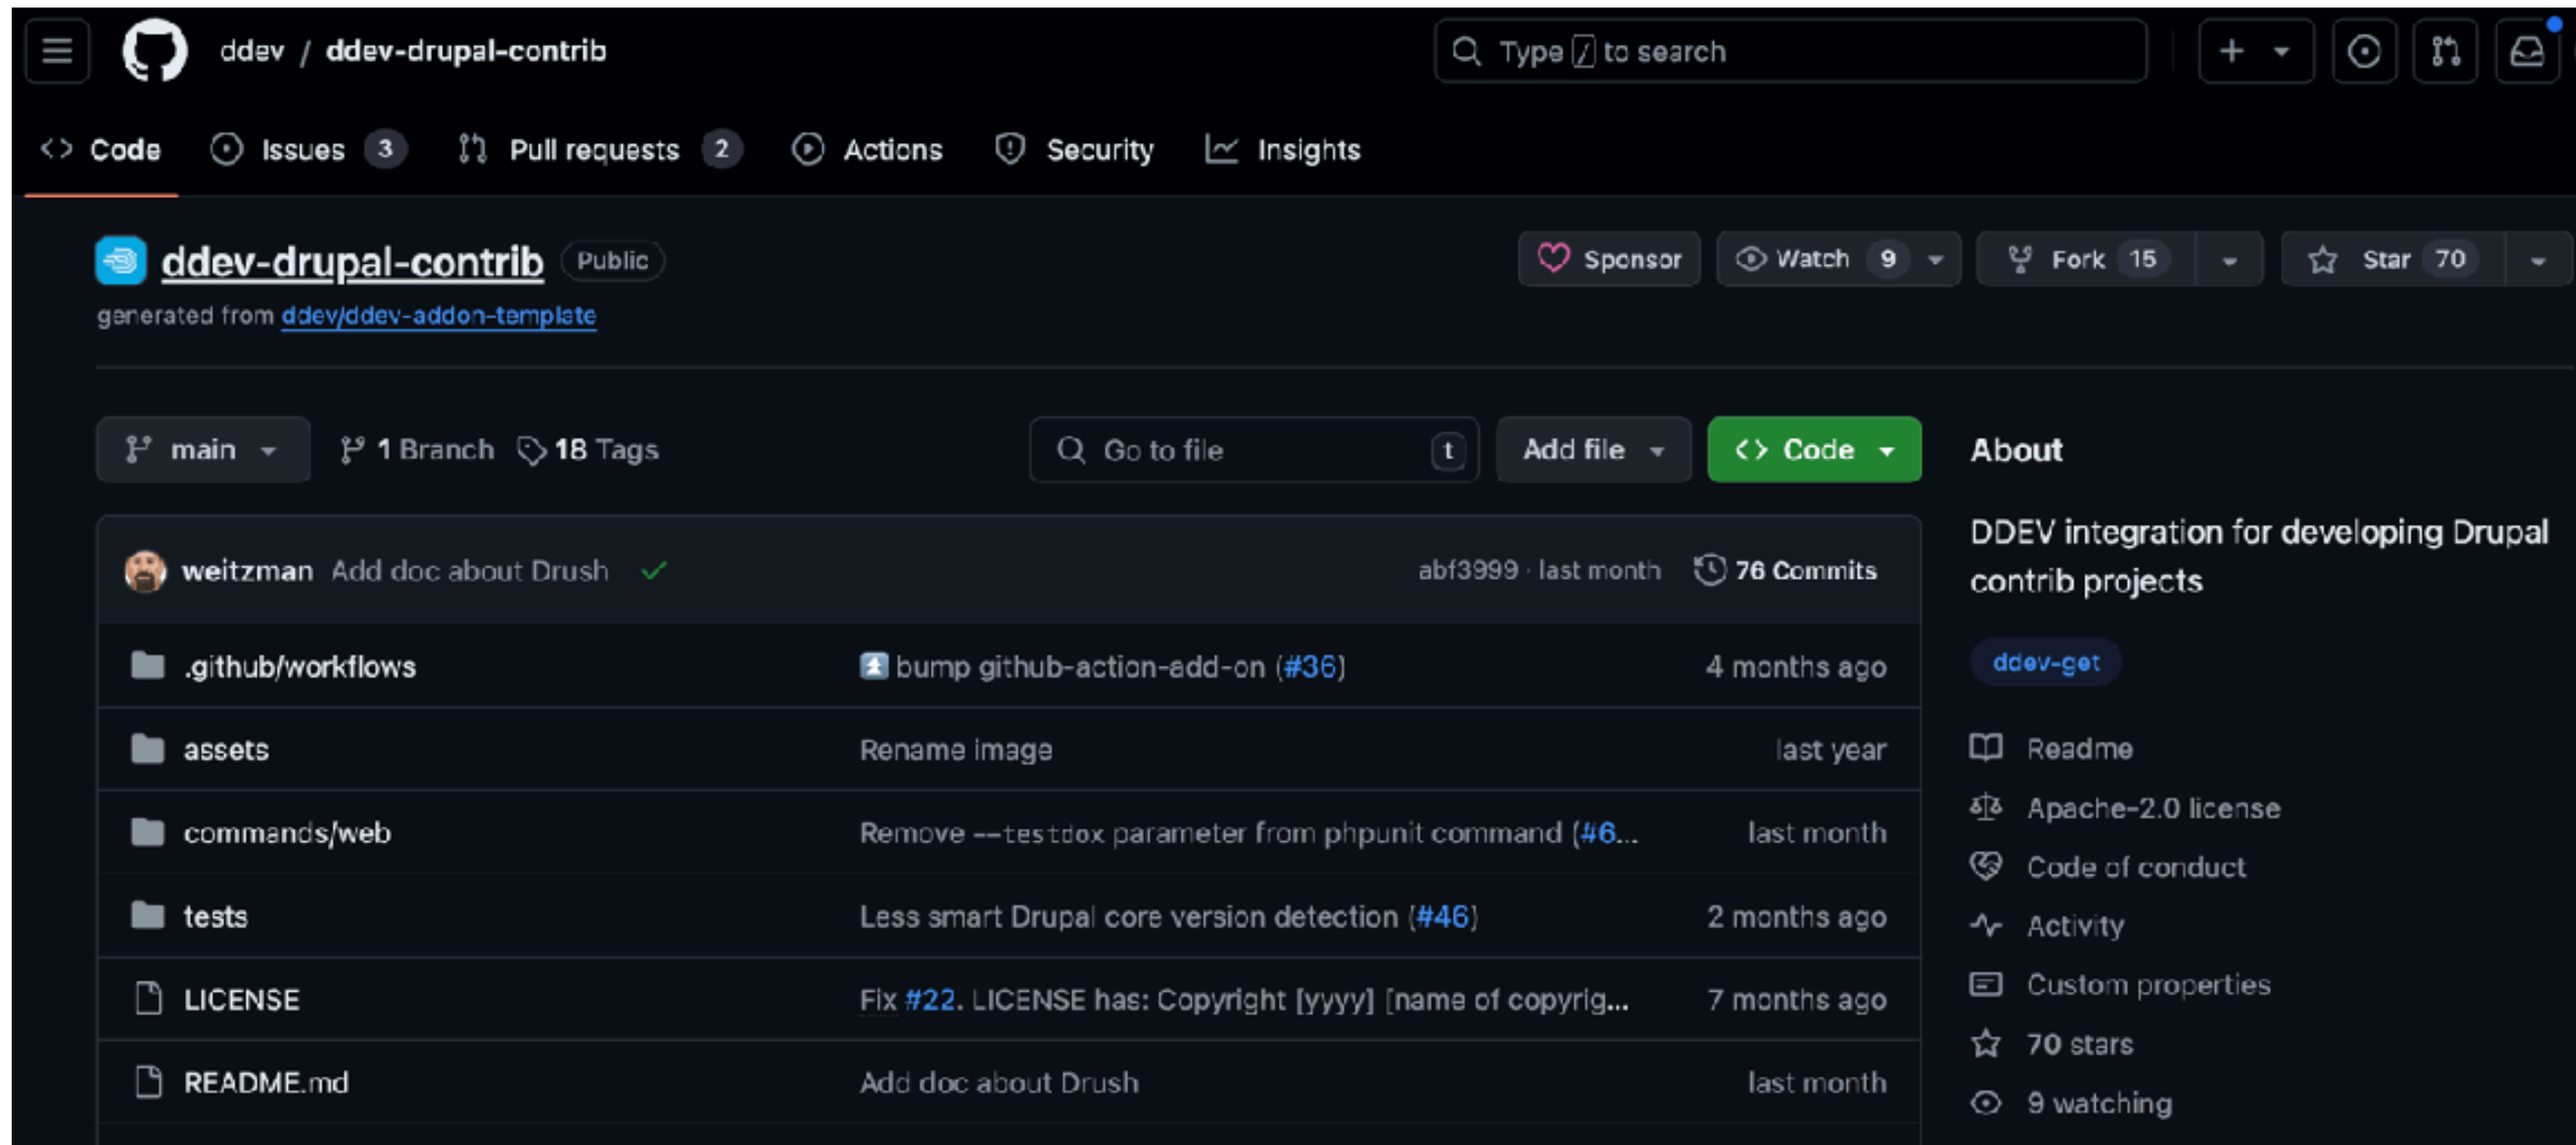 ddev / ddev-drupal-contrib
Type / to search
Code Issues 3 Pull requests 2 Actions Security Insights
ddev-drupal-contrib Public
Sponsor Watch 9 Fork 15 Star 70
generated from ddev/ddev-addon-template
main 1 Branch 18 Tags
Go to file t Add file Code
About
DDEV integration for developing Drupal
contrib projects
ddev-get
Readme
Apache-2.0 license
Code of conduct
Activity
Custom properties
70 stars
9 watching
weitzman Add doc about Drush abf3999 · last month 76 Commits
.github/workflows bump github-action-add-on (#36) 4 months ago
assets Rename image last year
commands/web Remove --testdox parameter from phpunit command (#6... last month
tests Less smart Drupal core version detection (#46) 2 months ago
LICENSE Fix #22. LICENSE has: Copyright [yyyy] [name of copyrig... 7 months ago
README.md Add doc about Drush last month